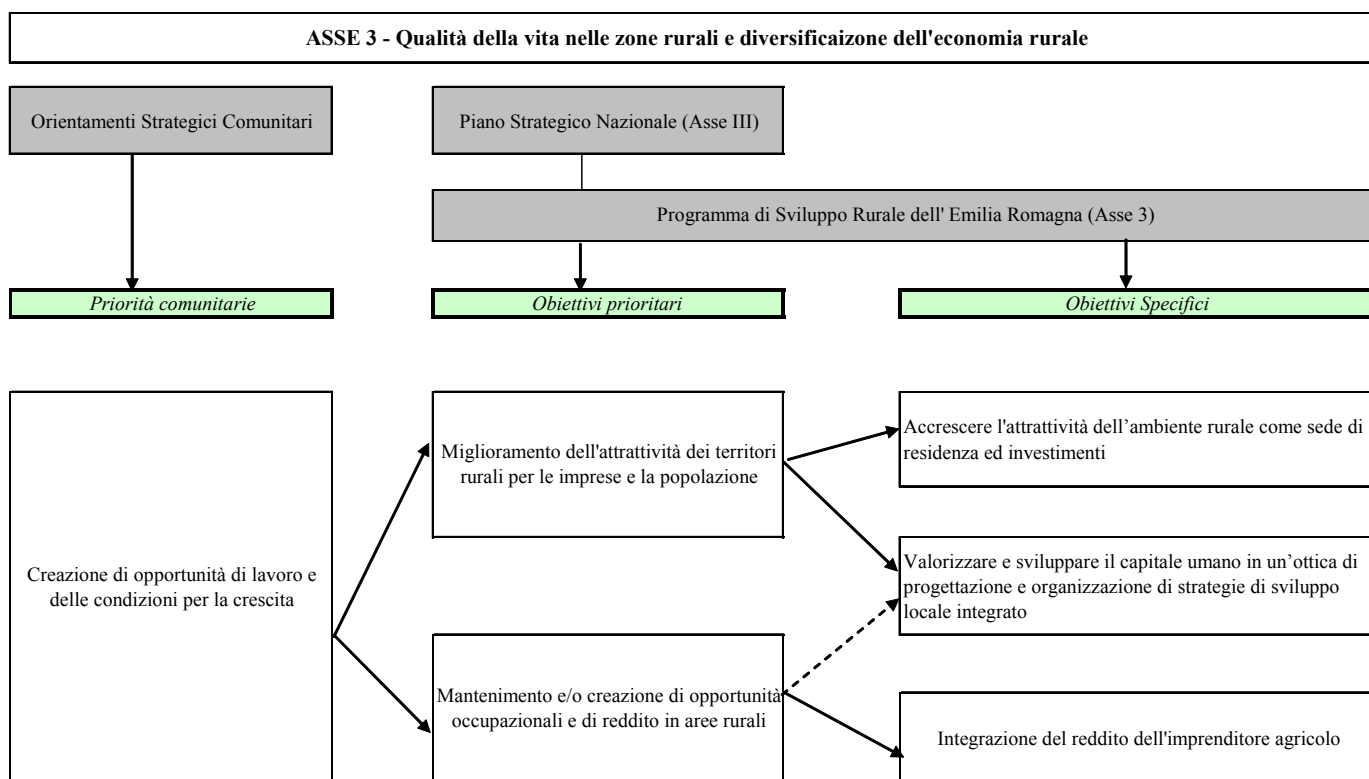 ASSE 3 - Qualità della vita nelle zone rurali e diversificaizone dell'economia rurale
Orientamenti Strategici Comunitari
Piano Strategico Nazionale (Asse III)
Programma di Sviluppo Rurale dell' Emilia Romagna (Asse 3)
Priorità comunitarie
Obiettivi prioritari
Obiettivi Specifici
Creazione di opportunità di lavoro e
delle condizioni per la crescita
Miglioramento dell'attrattività dei territori
rurali per le imprese e la popolazione
Mantenimento e/o creazione di opportunità
occupazionali e di reddito in aree rurali
Accrescere l'attrattività dell’ambiente rurale come sede di
residenza ed investimenti
Valorizzare e sviluppare il capitale umano in un’ottica di
progettazione e organizzazione di strategie di sviluppo
locale integrato
Integrazione del reddito dell'imprenditore agricolo